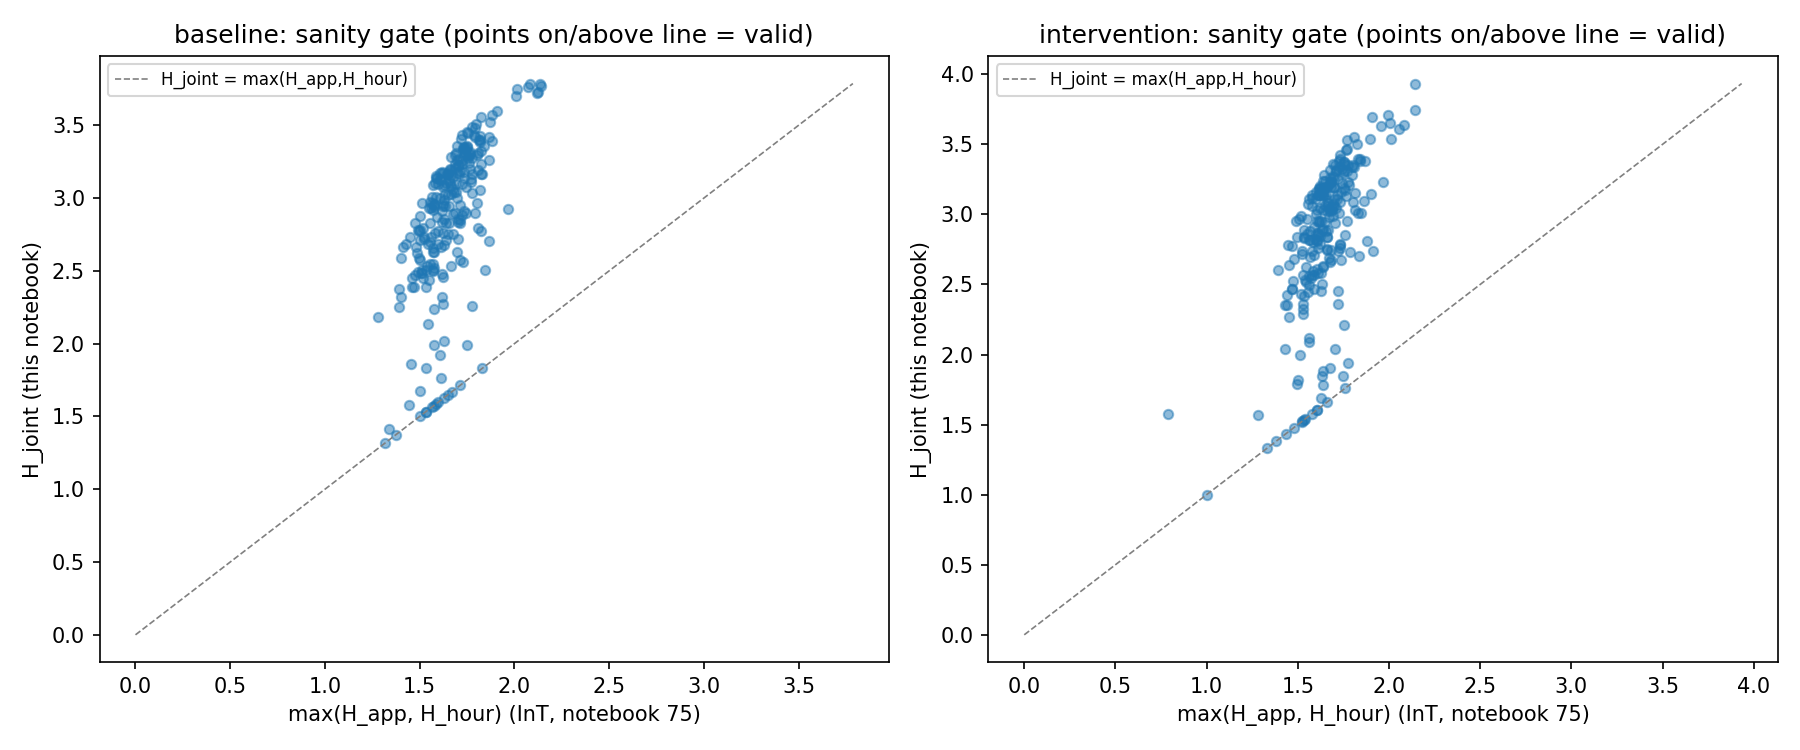 baseline: sanity gate (points on/above line = valid)
H_joint = max(H_app,H_hour)
H_joint (this notebook)
3.5
3.0
2.5
2.0
1.5
1.0
0.5
0.0
0.0 0.5 1.0 1.5 2.0 2.5 3.0 3.5
max(H_app, H_hour) (InT, notebook 75)
intervention: sanity gate (points on/above line = valid)
H_joint = max(H_app,H_hour)
H_joint (this notebook)
4.0
3.5
3.0
2.5
2.0
1.5
1.0
0.5
0.0
0.0 0.5 1.0 1.5 2.0 2.5 3.0 3.5 4.0
max(H_app, H_hour) (InT, notebook 75)